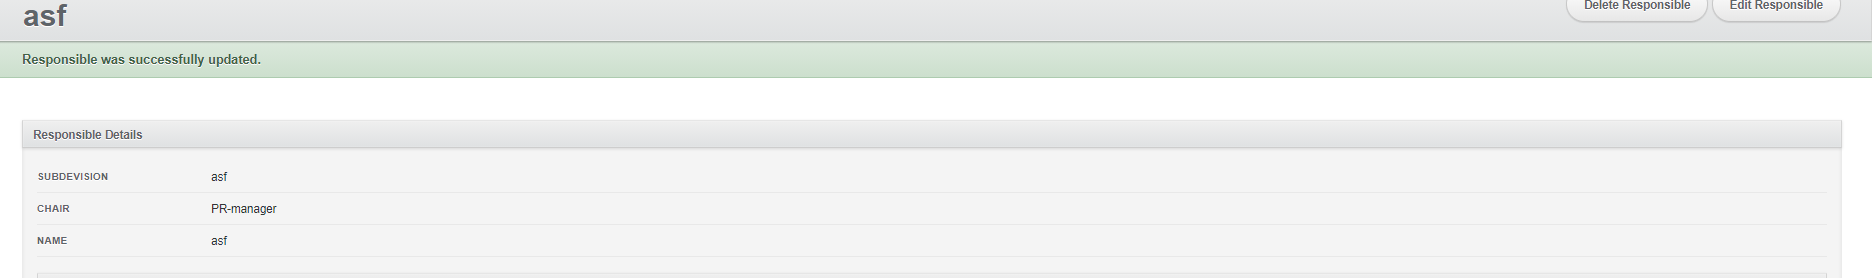 asf
Delete Responsible
Edit Responsible
Responsible was successfully updated.
Responsible Details
SUBDEVISION asf
CHAIR PR-manager
NAME asf